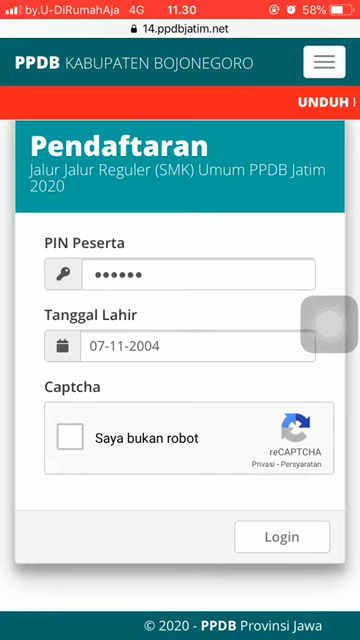 by.U-DiRumahAja 4G 11.30 58%
14.ppdbjatim.net
PPDB KABUPATEN BOJONEGORO
UNDUH
Pendaftaran
Jalur Jalur Reguler (SMK) Umum PPDB Jatim
2020
PIN Peserta
••••••
Tanggal Lahir
07-11-2004
Captcha
Saya bukan robot
reCAPTCHA
Privasi - Persyaratan
Login
© 2020 - PPDB Provinsi Jawa